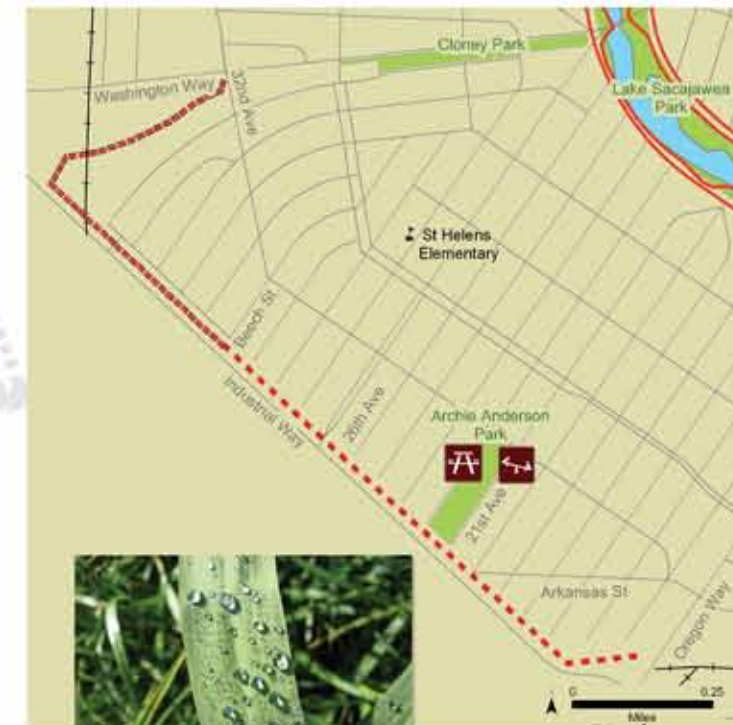 Cloney Park
Washington Way
32nd Ave
Lake Sacajawea
Park
St Helens
Elementary
Beech St
Industrial Way
26th Ave
Archie Anderson
Park
21st Ave
Arkansas St
Oregon Way
0
0.25
Miles